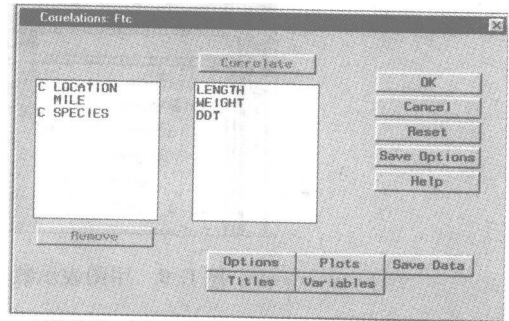 Correlations: Ftc
Correlate
C LOCATION
MILE
C SPECIES
LENGTH
WEIGHT
DDT
OK
Cancel
Reset
Save Options
Help
Remove
Options Plots Save Data
Titles Variables